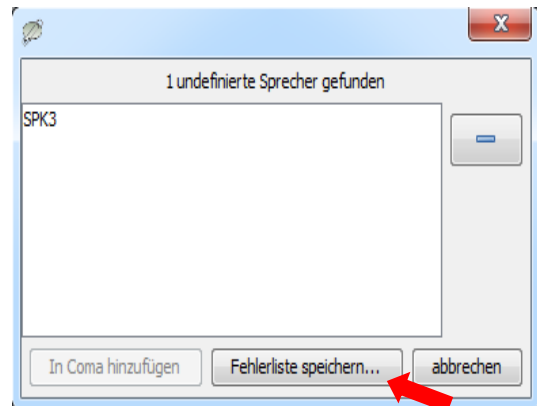 1 undefinierte Sprecher gefunden
SPK3
In Coma hinzufügen Fehlerliste speichern... abbrechen